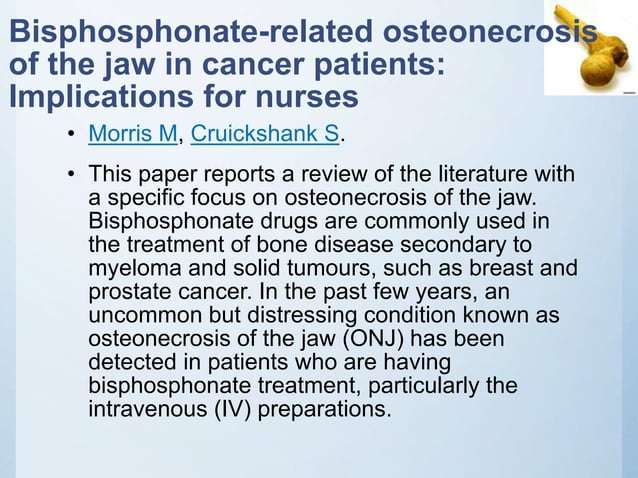 Bisphosphonate-related osteonecrosis
of the jaw in cancer patients:
Implications for nurses
• Morris M, Cruickshank S.
• This paper reports a review of the literature with
a specific focus on osteonecrosis of the jaw.
Bisphosphonate drugs are commonly used in
the treatment of bone disease secondary to
myeloma and solid tumours, such as breast and
prostate cancer. In the past few years, an
uncommon but distressing condition known as
osteonecrosis of the jaw (ONJ) has been
detected in patients who are having
bisphosphonate treatment, particularly the
intravenous (IV) preparations.